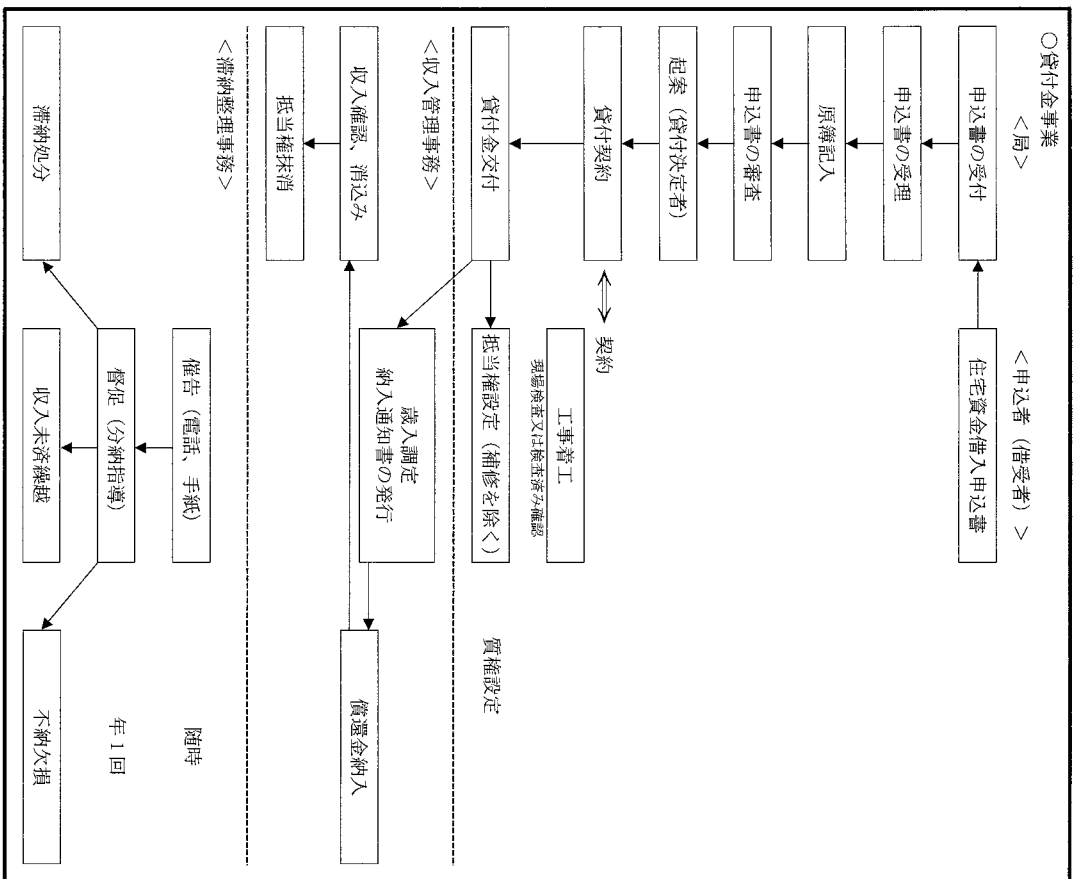 ○貸付金事業
＜局＞
＜申込者（借受者）＞
申込書の受付
住宅資金借入申込書
申込書の受理
原簿記入
申込書の審査
起案（貸付決定者）
貸付契約
契約
工事着工
現場検査又は検査済み確認
貸付金交付
抵当権設定（補修を除く）
質権設定
＜収入管理事務＞
歳入調定
納入通知書の発行
収入確認、消込み
償還金納入
抵当権抹消
＜滞納整理事務＞
催告（電話、手紙）
随時
督促（分納指導）
年１回
滞納処分
収入未済繰越
不納欠損